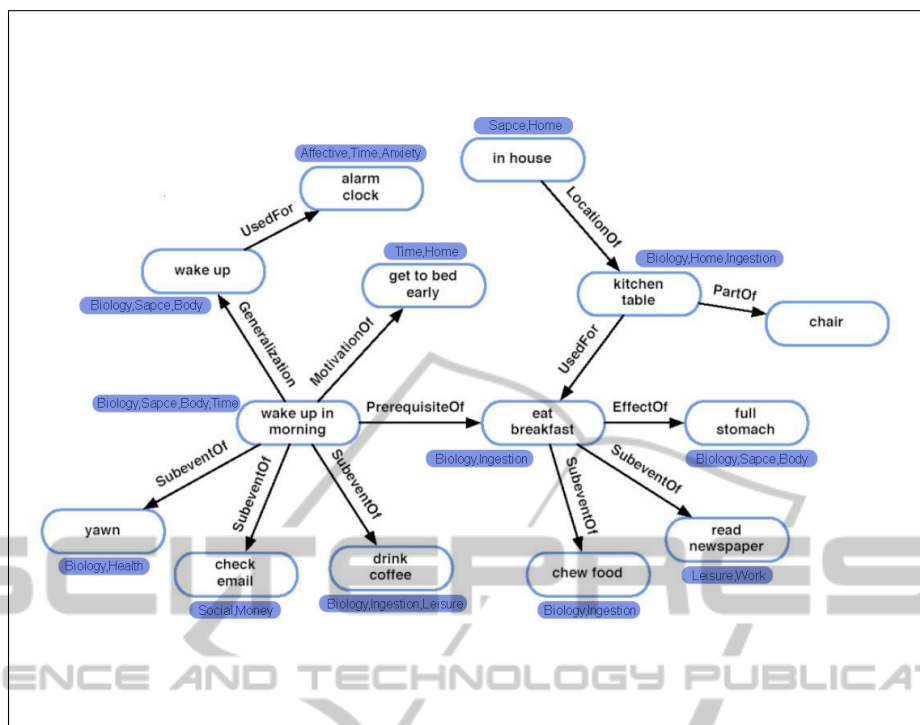 Sapce,Home
in house
Affective,Time,Anxiety
alarm
clock
UsedFor
LocationOf
Time,Home
get to bed
early
Biology,Home,Ingestion
kitchen
table
wake up
Biology,Sapce,Body
PartOf
chair
Generalization
MotivationOf
UsedFor
Biology,Sapce,Body,Time
wake up in
morning
PrerequisiteOf
eat
breakfast
EffectOf
full
stomach
Biology,Ingestion
Biology,Sapce,Body
SubeventOf
SubeventOf
SubeventOf
SubeventOf
SubeventOf
yawn
Biology,Health
check
email
Social,Money
drink
coffee
Biology,Ingestion,Leisure
chew food
Biology,Ingestion
read
newspaper
Leisure,Work
SCITEPRESS
ENCE AND TECHNOLOGY PUBLICAT